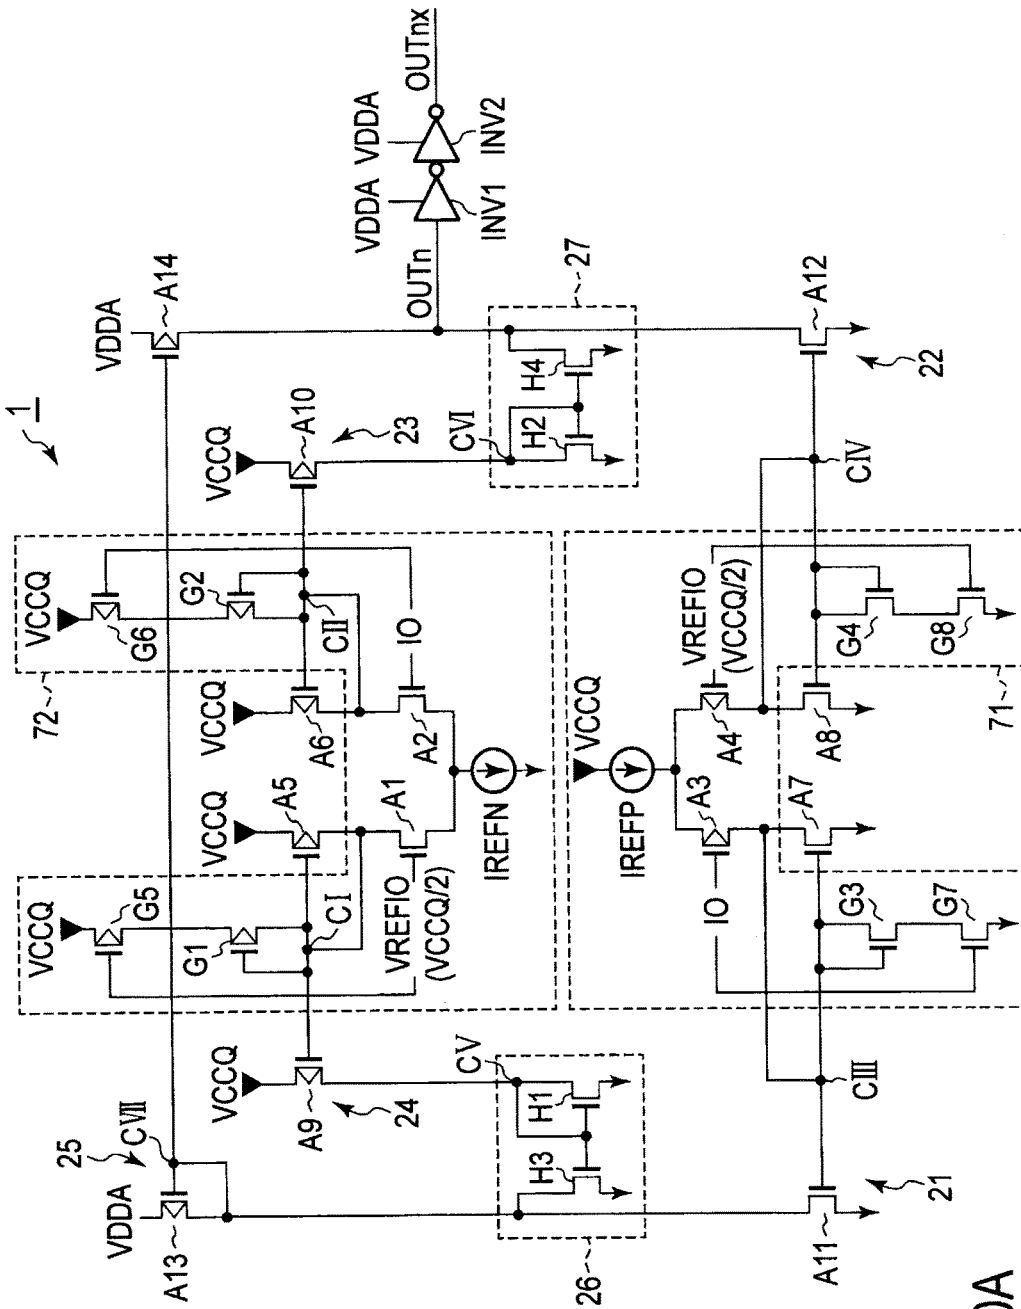 1
VDDA
A14
VDDA
OUTn
INV1
VDDA
INV2
OUTnx
VCCQ
A10
23
CVI
H2
H4
27
A12
22
CIV
72
VCCQ
G6
G2
CII
VCCQ
A6
IO
A2
VCCQ
A5
A1
IREFN
VCCQ
G5
G1
CI
VREFIO
(VCCQ/2)
VCCQ
IREFP
VREFIO
(VCCQ/2)
A4
A3
IO
A8
A7
G4
G8
71
G3
G7
CIII
VCCQ
A9
24
CV
H1
H3
26
25
CVII
VDDA
A13
A11
21
0A